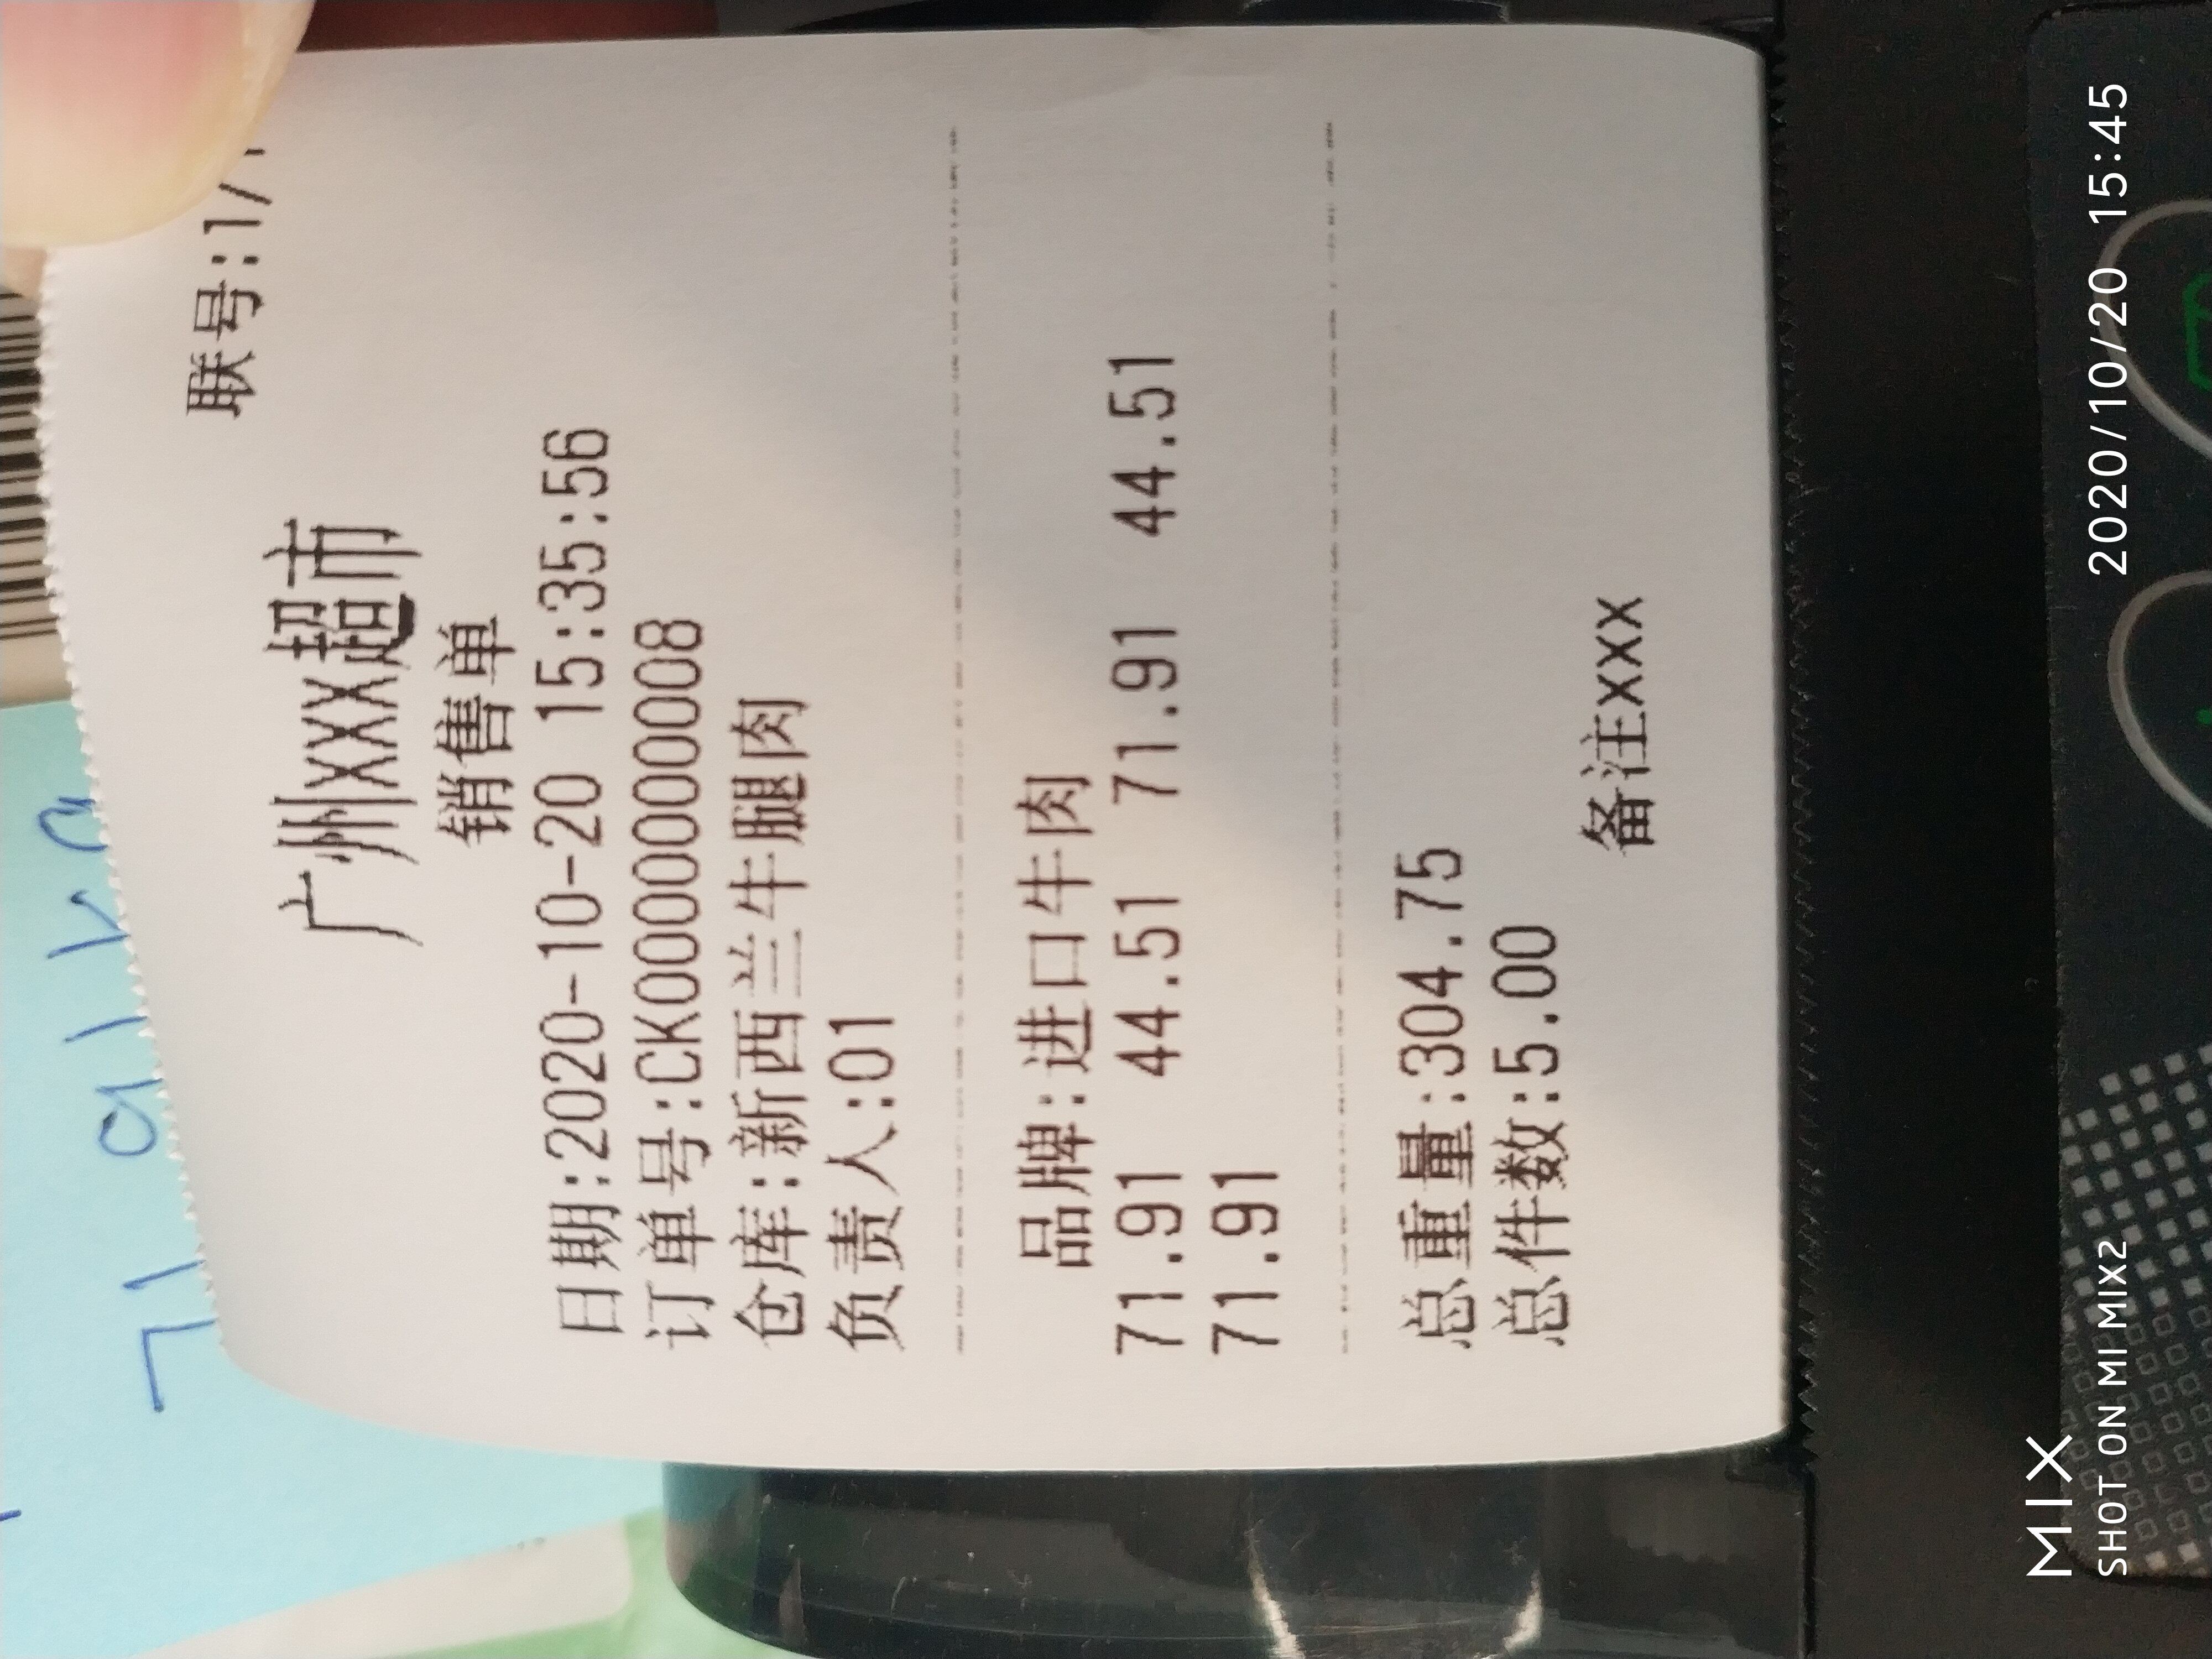 联号:1/1
广州XXX超市
销售单
日期:2020-10-20 15:35:56
订单号:CK0000000008
仓库:新西兰牛腿肉
负责人:01
品牌:进口牛肉
71.91 44.51 71.91 44.51
71.91
总重量:304.75
总件数:5.00
备注xxx
MIX
SHOT ON MI MIX2
2020/10/20 15:45